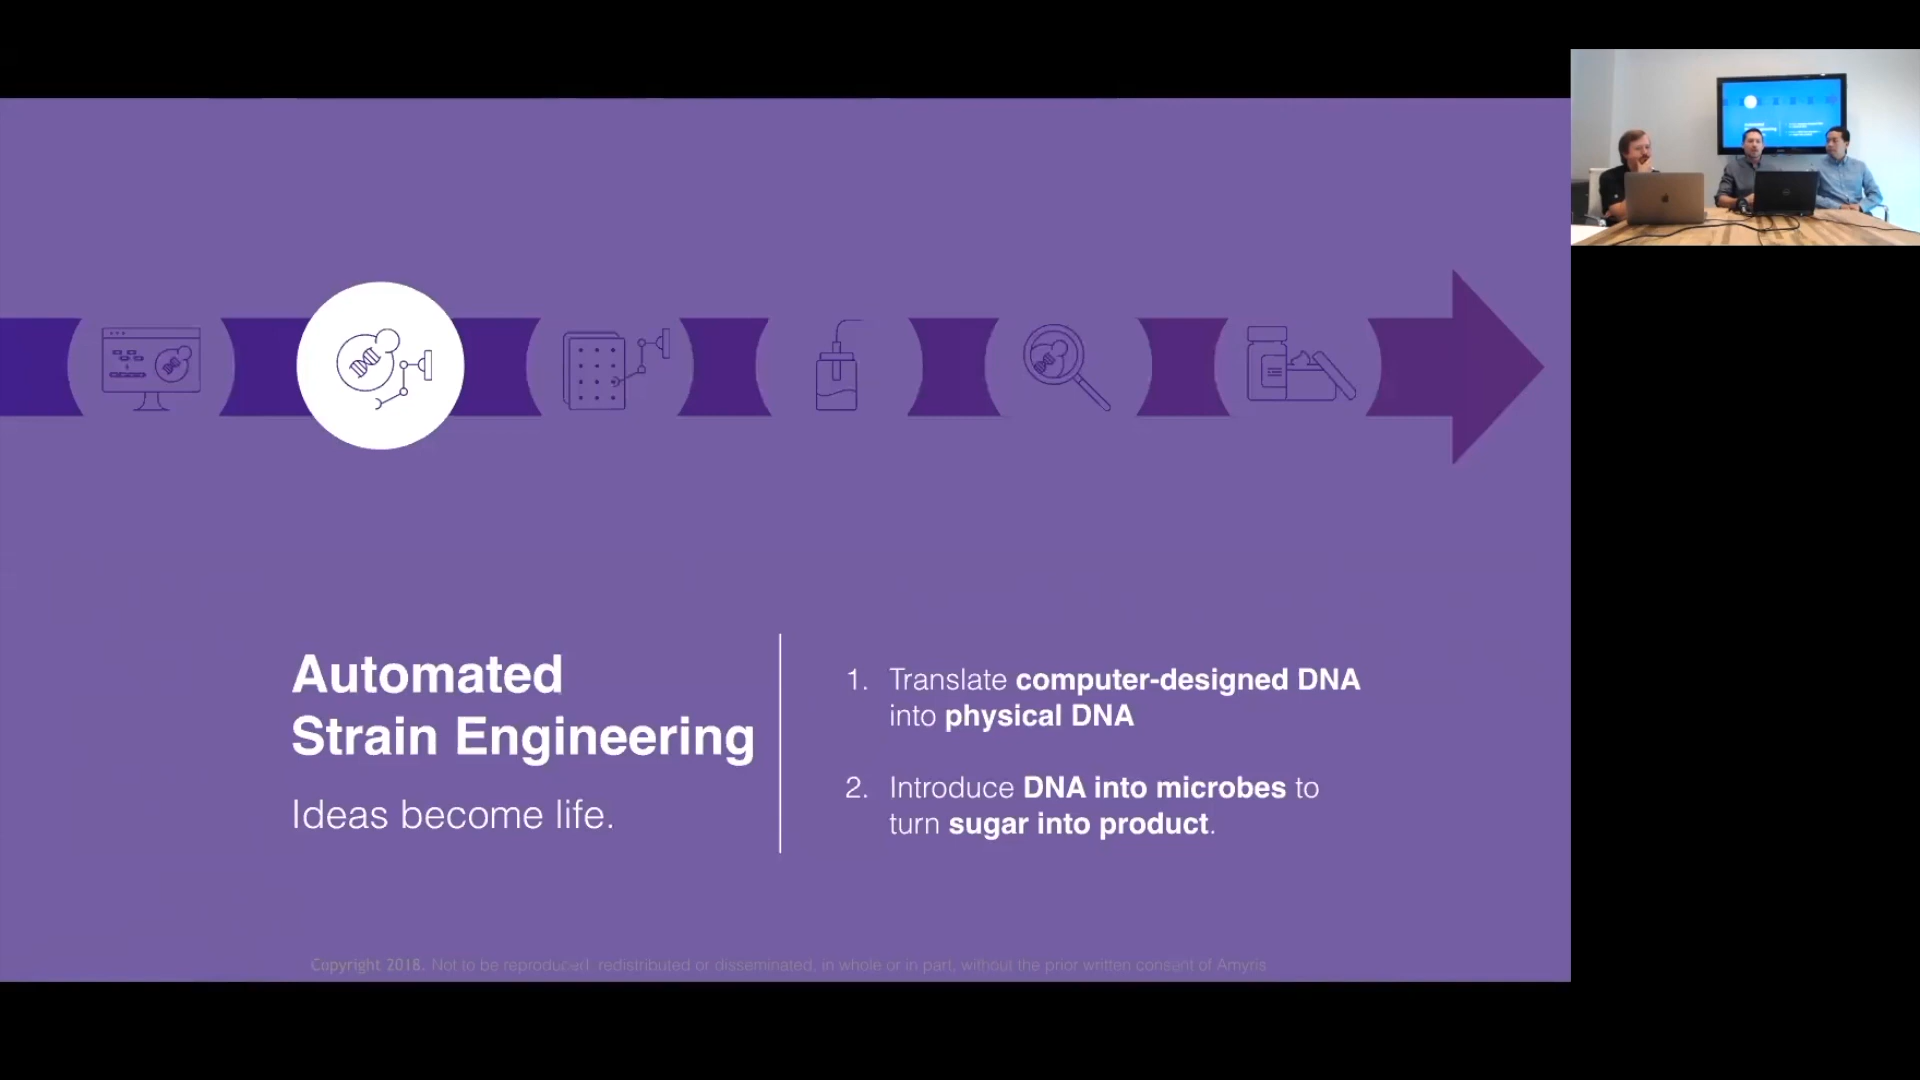 Automated
Strain Engineering
Ideas become life.
1. Translate computer-designed DNA
into physical DNA
2. Introduce DNA into microbes to
turn sugar into product.
Copyright 2018. Not to be reproduced, redistributed or disseminated, in whole or in part, without the prior written consent of Amyris